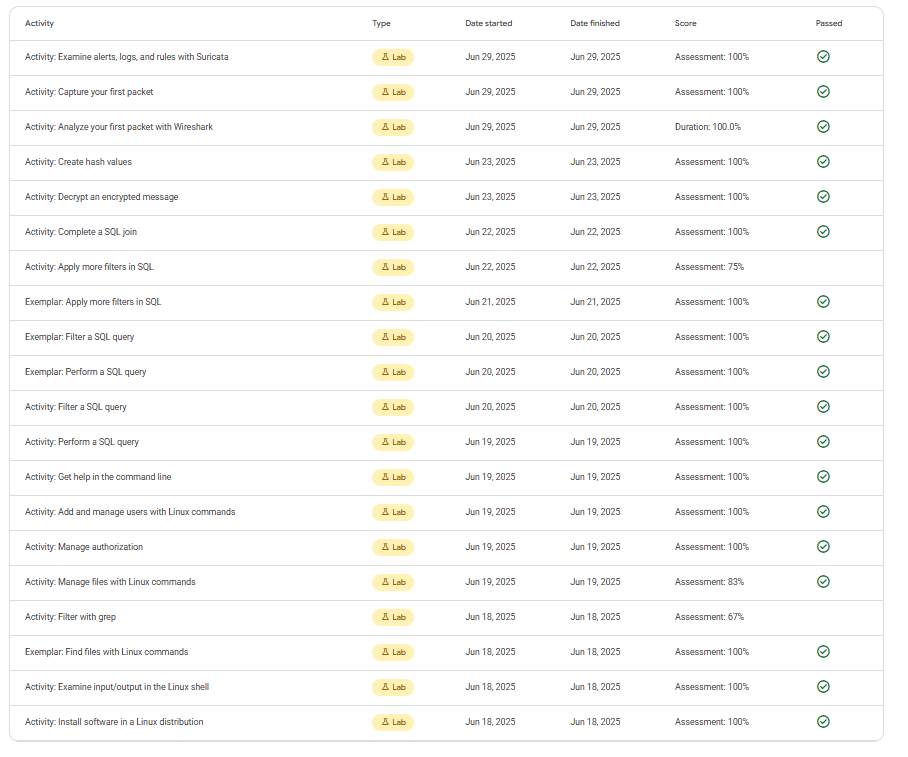 Activity Type Date started Date finished Score Passed
Activity: Examine alerts, logs, and rules with Suricata Lab Jun 29, 2025 Jun 29, 2025 Assessment: 100%
Activity: Capture your first packet Lab Jun 29, 2025 Jun 29, 2025 Assessment: 100%
Activity: Analyze your first packet with Wireshark Lab Jun 29, 2025 Jun 29, 2025 Duration: 100.0%
Activity: Create hash values Lab Jun 23, 2025 Jun 23, 2025 Assessment: 100%
Activity: Decrypt an encrypted message Lab Jun 23, 2025 Jun 23, 2025 Assessment: 100%
Activity: Complete a SQL join Lab Jun 22, 2025 Jun 22, 2025 Assessment: 100%
Activity: Apply more filters in SQL Lab Jun 22, 2025 Jun 22, 2025 Assessment: 75%
Exemplar: Apply more filters in SQL Lab Jun 21, 2025 Jun 21, 2025 Assessment: 100%
Exemplar: Filter a SQL query Lab Jun 20, 2025 Jun 20, 2025 Assessment: 100%
Exemplar: Perform a SQL query Lab Jun 20, 2025 Jun 20, 2025 Assessment: 100%
Activity: Filter a SQL query Lab Jun 20, 2025 Jun 20, 2025 Assessment: 100%
Activity: Perform a SQL query Lab Jun 19, 2025 Jun 19, 2025 Assessment: 100%
Activity: Get help in the command line Lab Jun 19, 2025 Jun 19, 2025 Assessment: 100%
Activity: Add and manage users with Linux commands Lab Jun 19, 2025 Jun 19, 2025 Assessment: 100%
Activity: Manage authorization Lab Jun 19, 2025 Jun 19, 2025 Assessment: 100%
Activity: Manage files with Linux commands Lab Jun 19, 2025 Jun 19, 2025 Assessment: 83%
Activity: Filter with grep Lab Jun 18, 2025 Jun 18, 2025 Assessment: 67%
Exemplar: Find files with Linux commands Lab Jun 18, 2025 Jun 18, 2025 Assessment: 100%
Activity: Examine input/output in the Linux shell Lab Jun 18, 2025 Jun 18, 2025 Assessment: 100%
Activity: Install software in a Linux distribution Lab Jun 18, 2025 Jun 18, 2025 Assessment: 100%